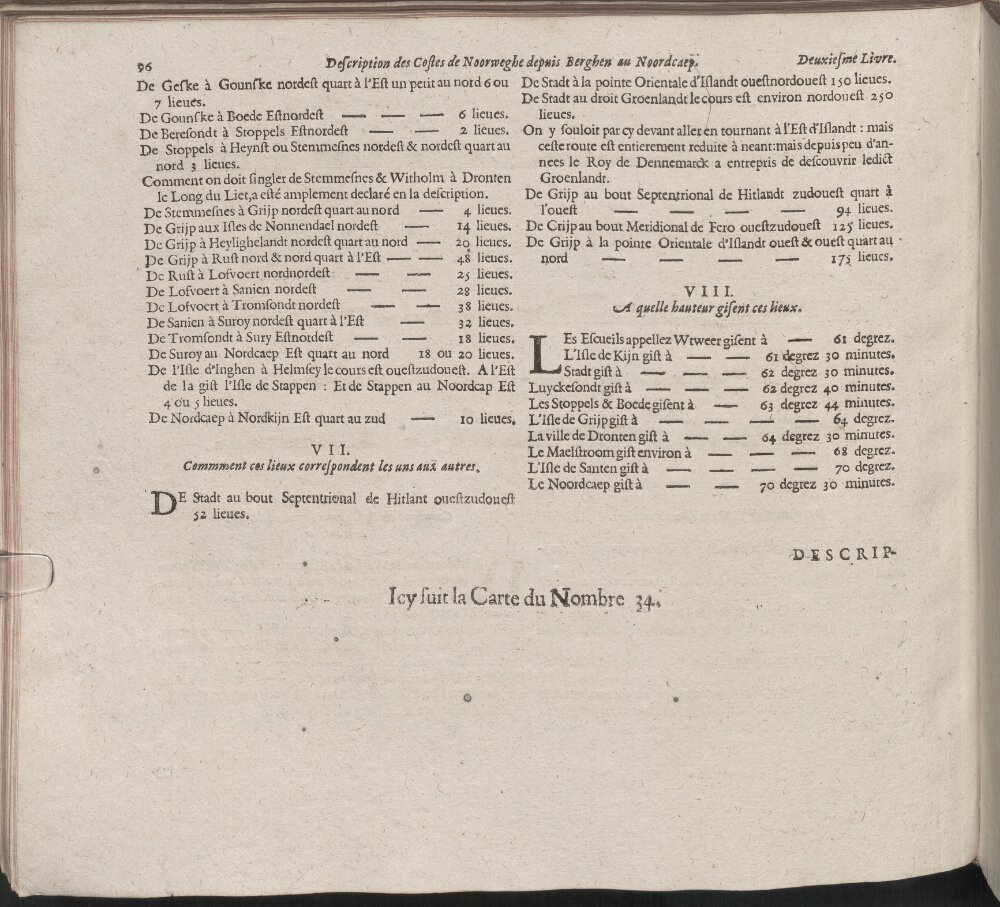 96 Deſcription des Coſtes de Noorweghe depuis Berghen au Noordcaep. Deuxieſme Livre.
De Geſke à Gounſke nordeſt quart à l'Eſt un petit au nord 6 ou
7 lieues.
De Gounſke à Boede Eſtnordeſt — — — 6 lieues.
De Bereſondt à Stoppels Eſtnordeſt — — 2 lieues.
De Stoppels à Heynſt ou Stemmeſnes nordeſt & nordeſt quart au
nord 3 lieues.
Comment on doit ſingler de Stemmeſnes & Witholm à Dronten
le Long du Liet, a eſté amplement declaré en la deſcription.
De Stemmeſnes à Grijp nordeſt quart au nord — 4 lieues.
De Grijp aux Iſles de Nonnendael nordeſt — 14 lieues.
De Grijp à Heylighelandt nordeſt quart au nord — 20 lieues.
De Grijp à Ruſt nord & nord quart à l'Eſt — — 48 lieues.
De Ruſt à Lofvoert nordnordeſt — — 25 lieues.
De Lofvoert à Sanien nordeſt — — 28 lieues.
De Lofvoert à Tromſondt nordeſt — — 38 lieues.
De Sanien à Suroy nordeſt quart à l'Eſt — 32 lieues.
De Tromſondt à Sury Eſtnordeſt — — 18 lieues.
De Suroy au Nordcaep Eſt quart au nord 18 ou 20 lieues.
De l'Iſle d'Inghen à Helmſey le cours eſt oueſtzudoueſt. A l'Eſt
de la giſt l'Iſle de Stappen : Et de Stappen au Noordcap Eſt
4 ou 5 lieues.
De Nordcaep à Nordkijn Eſt quart au zud — 10 lieues.
VII.
Commment ces lieux correſpondent les uns aux autres.
DE Stadt au bout Septentrional de Hitlant oueſtzudoueſt
52 lieues.
De Stadt à la pointe Orientale d'Iſlandt oueſtnordoueſt 150 lieues.
De Stadt au droit Groenlandt le cours eſt environ nordoueſt 250
lieues.
On y ſouloit par cy devant aller en tournant à l'Eſt d'Iſlandt : mais
ceſte route eſt entierement reduite à neant: mais depuis peu d'an-
nees le Roy de Dennemarck a entrepris de deſcouvrir ledict
Groenlandt.
De Grijp au bout Septentrional de Hitlandt zudoueſt quart à
l'oueſt — — — — 94 lieues.
De Crijp au bout Meridional de Fero oueſtzudoueſt 125 lieues.
De Grijp à la pointe Orientale d'Iſlandt oueſt & oueſt quart au
nord — — — — 175 lieues.
VIII.
A quelle hauteur giſent ces lieux.
LEs Eſcueils appellez Wtweer giſent à — 61 degrez.
L'Iſle de Kijn giſt à — — 61 degrez 30 minutes.
Stadt giſt à — — — 62 degrez 30 minutes.
Luyckeſondt giſt à — — 62 degrez 40 minutes.
Les Stoppels & Boede giſent à — 63 degrez 44 minutes.
L'Iſle de Grijp giſt à — — — — 64 degrez.
La ville de Dronten giſt à — — 64 degrez 30 minutes.
Le Maelſtroom giſt environ à — — — 68 degrez.
L'Iſle de Santen giſt à — — — — 70 degrez.
Le Noordcaep giſt à — — 70 degrez 30 minutes.
DESCRIP-
Icy ſuit la Carte du Nombre 34.